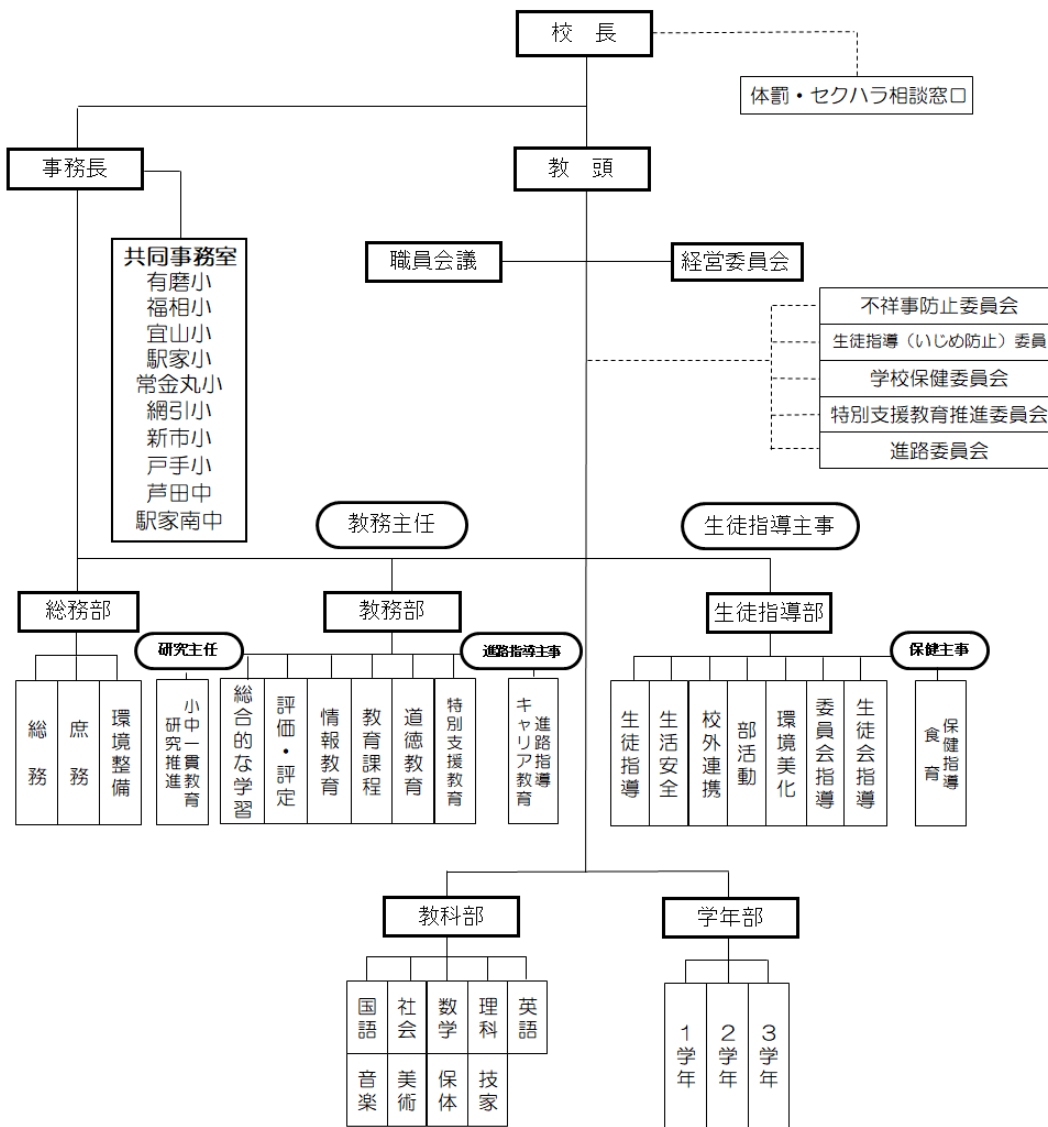 校 長
体罰・セクハラ相談窓口
事務長
教 頭
共同事務室
有磨小
福相小
宜山小
駅家小
常金丸小
網引小
新市小
戸手小
芦田中
駅家南中
職員会議
経営委員会
不祥事防止委員会
生徒指導（いじめ防止）委員
学校保健委員会
特別支援教育推進委員会
進路委員会
教務主任
生徒指導主事
総務部
教務部
生徒指導部
研究主任
進路指導主事
保健主事
総 務
庶 務
環境整備
小中一貫教育
研究推進
総合的な学習
評価・評定
情報教育
教育課程
道徳教育
特別支援教育
進路指導
キャリア教育
生徒指導
生活安全
校外連携
部活動
環境美化
委員会指導
生徒会指導
保健指導
食 育
教科部
学年部
国語
社会
数学
理科
英語
音楽
美術
保体
技家
１学年
２学年
３学年